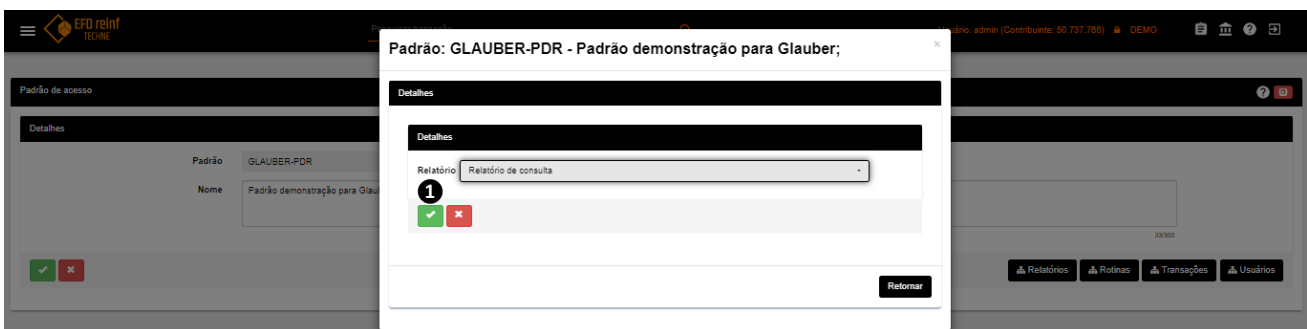 EFD reinf
TECHNE
Usuário: admin (Contribuinte: 50.737.766) DEMO
Padrão: GLAUBER-PDR - Padrão demonstração para Glauber;
×
Padrão de acesso
Detalhes
Padrão GLAUBER-PDR
Nome Padrão demonstração para Glau
33/300
Relatórios Rotinas Transações Usuários
Detalhes
Detalhes
Relatório Relatório de consulta
1
Retornar